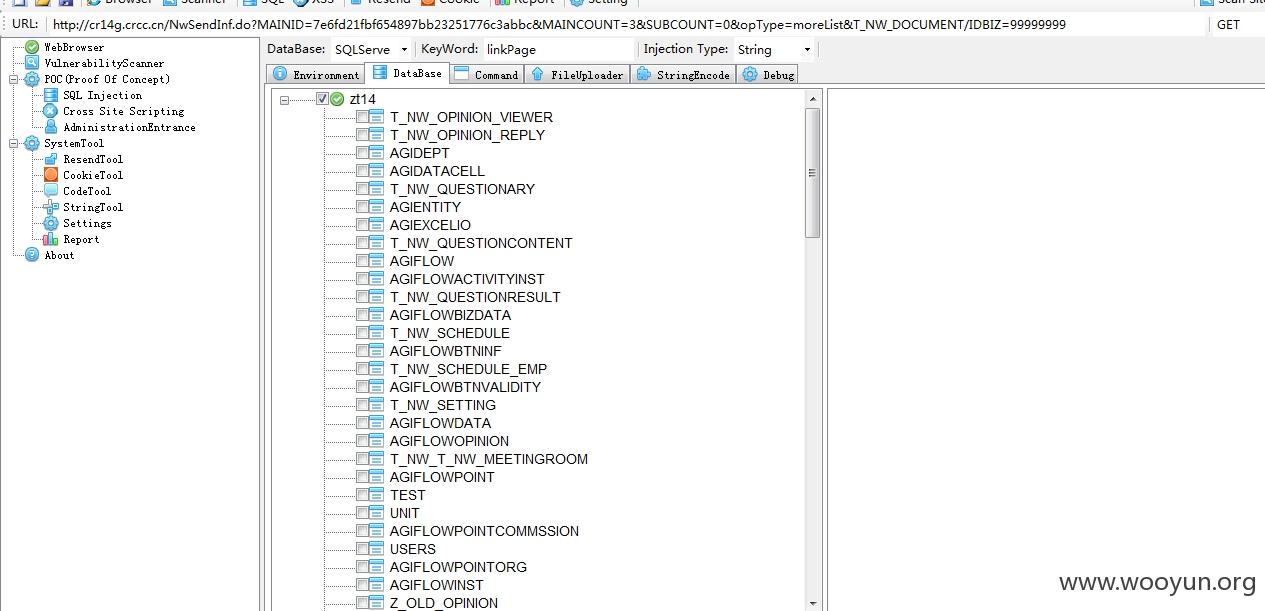 Browser Scanner SQL XSS Resend Cookie Report Setting Scan Site
URL: http://cr14g.crcc.cn/NwSendInf.do?MAINID=7e6fd21fbf654897bb23251776c3abbc&MAINCOUNT=3&SUBCOUNT=0&opType=moreList&T_NW_DOCUMENT/IDBIZ=99999999 GET
WebBrowser
VulnerabilityScanner
POC(Proof Of Concept)
SQL Injection
Cross Site Scripting
AdministrationEntrance
SystemTool
ResendTool
CookieTool
CodeTool
StringTool
Settings
Report
About
DataBase: SQLServe KeyWord: linkPage Injection Type: String
Environment DataBase Command FileUploader StringEncode Debug
zt14
T_NW_OPINION_VIEWER
T_NW_OPINION_REPLY
AGIDEPT
AGIDATACELL
T_NW_QUESTIONARY
AGIENTITY
AGIEXCELIO
T_NW_QUESTIONCONTENT
AGIFLOW
AGIFLOWACTIVITYINST
T_NW_QUESTIONRESULT
AGIFLOWBIZDATA
T_NW_SCHEDULE
AGIFLOWBTNINF
T_NW_SCHEDULE_EMP
AGIFLOWBTNVALIDITY
T_NW_SETTING
AGIFLOWDATA
AGIFLOWOPINION
T_NW_T_NW_MEETINGROOM
AGIFLOWPOINT
TEST
UNIT
AGIFLOWPOINTCOMMSSION
USERS
AGIFLOWPOINTORG
AGIFLOWINST
Z_OLD_OPINION
www.wooyun.org